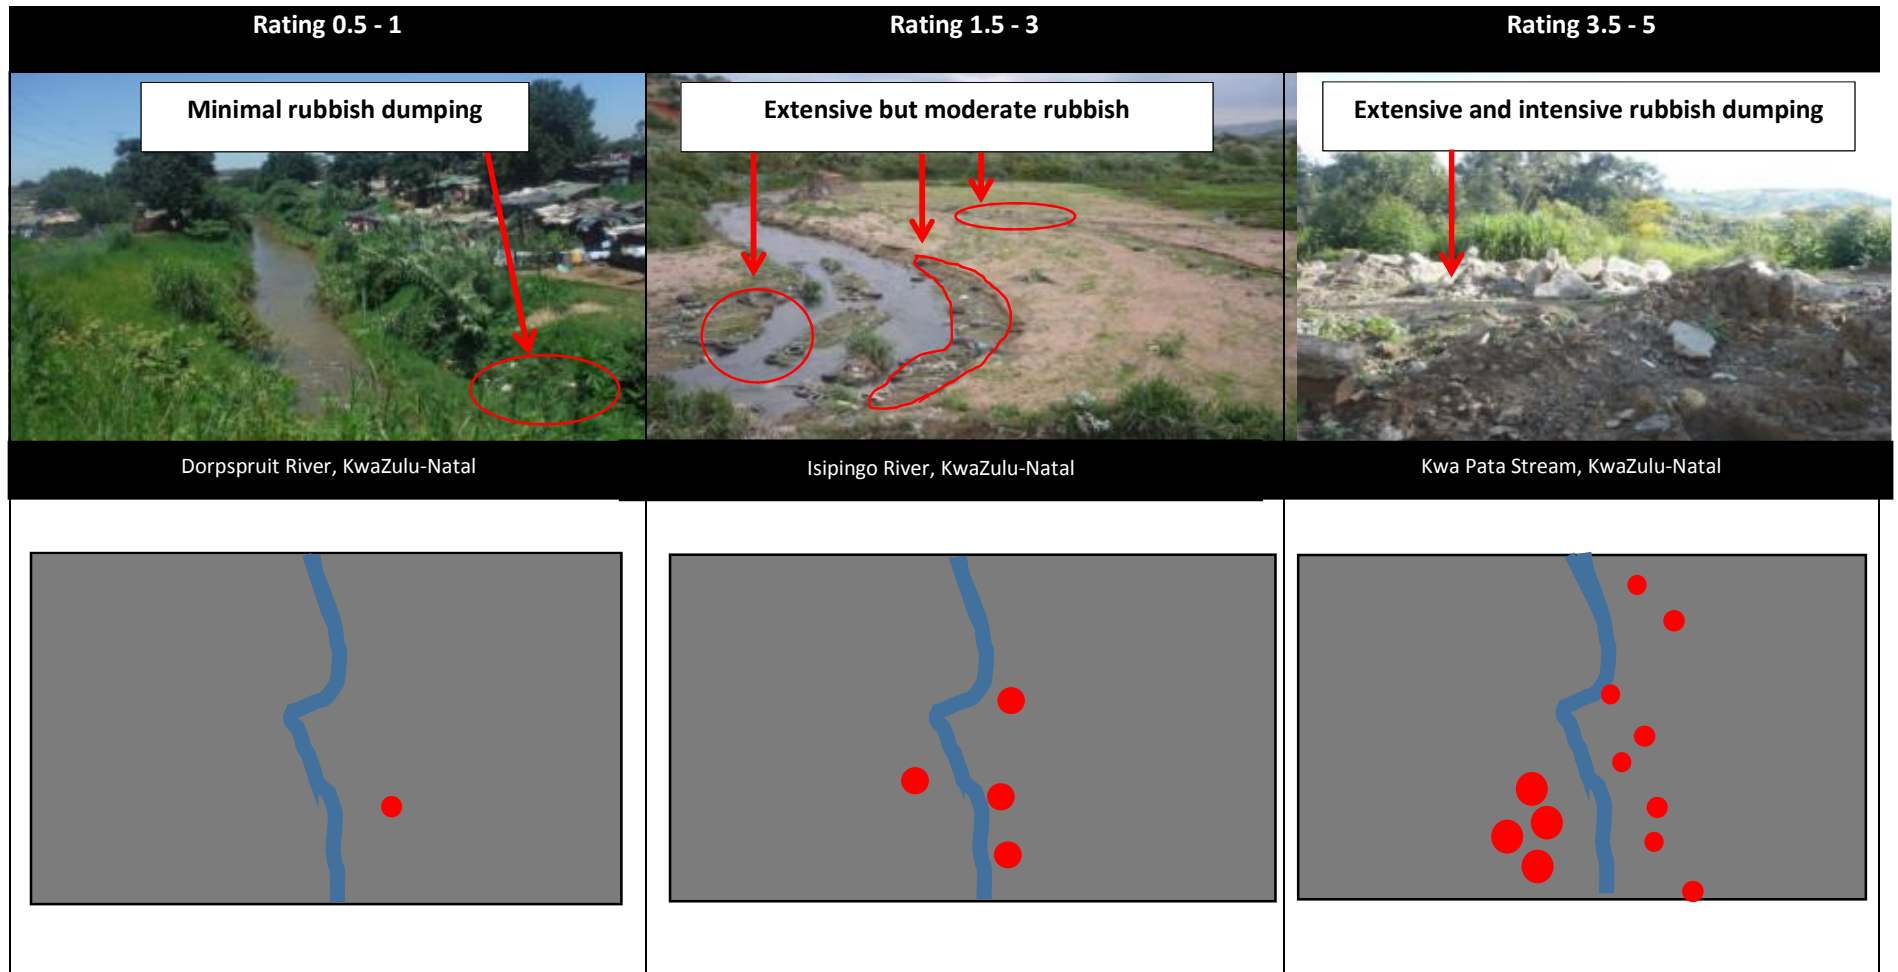 Rating 0.5 - 1
Rating 1.5 - 3
Rating 3.5 - 5
Minimal rubbish dumping
Extensive but moderate rubbish
Extensive and intensive rubbish dumping
Dorpspruit River, KwaZulu-Natal
Isipingo River, KwaZulu-Natal
Kwa Pata Stream, KwaZulu-Natal